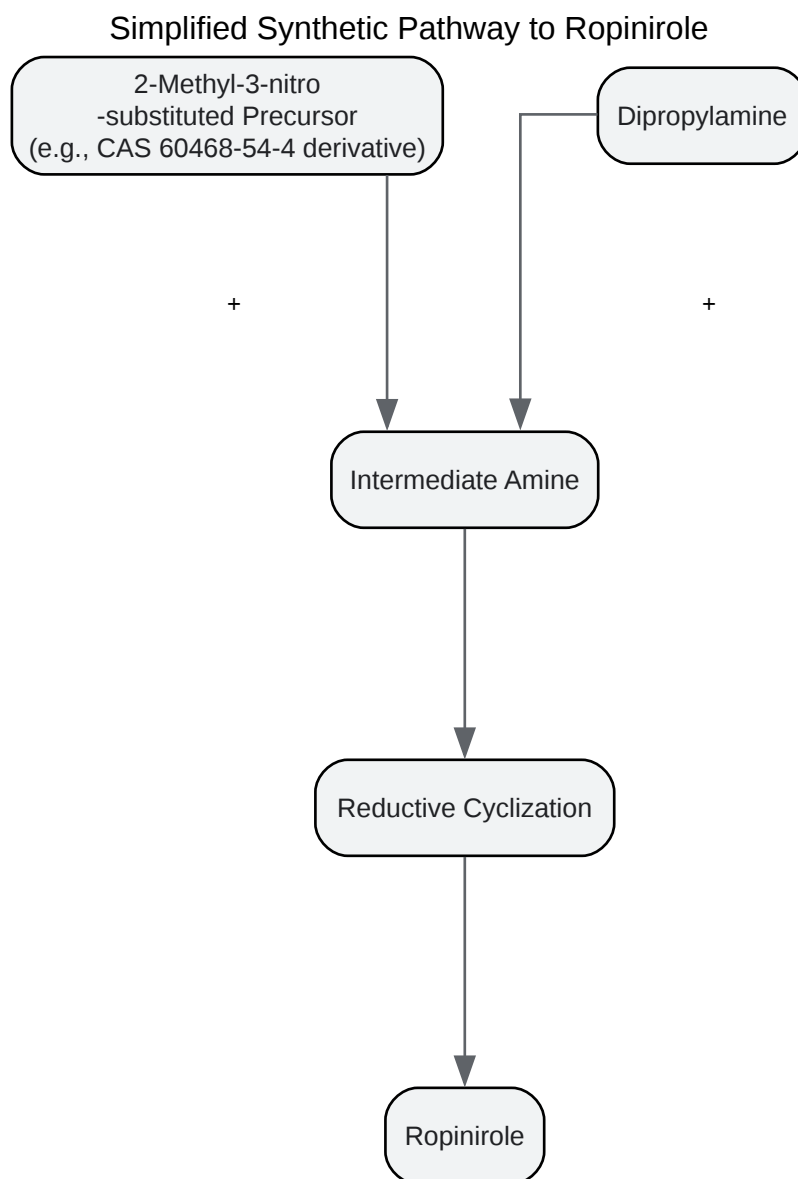 Simplified Synthetic Pathway to Ropinirole
2-Methyl-3-nitro
-substituted Precursor
(e.g., CAS 60468-54-4 derivative)
Dipropylamine
+
+
Intermediate Amine
Reductive Cyclization
Ropinirole